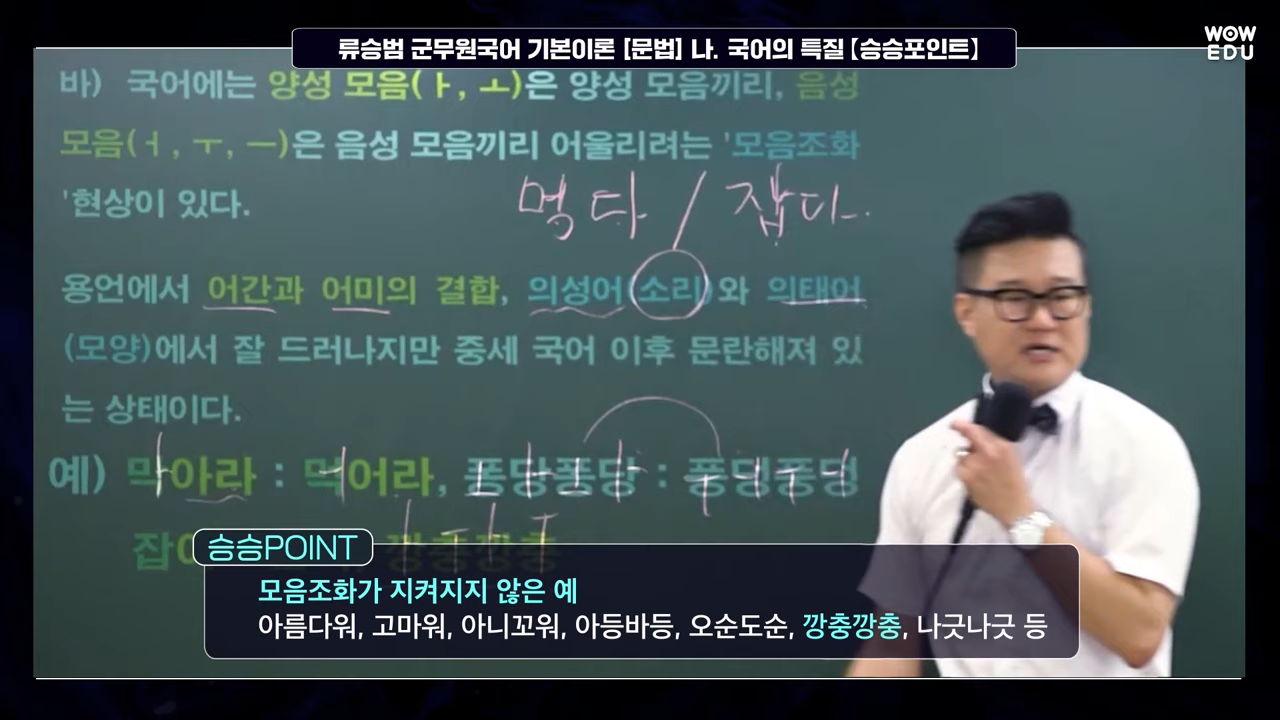 류승범 군무원국어 기본이론 [문법] 나. 국어의 특질【승승포인트】
WOW
EDU
바) 국어에는 양성 모음(ㅏ, ㅗ)은 양성 모음끼리, 음성
모음(ㅓ, ㅜ, ㅡ)은 음성 모음끼리 어울리려는 '모음조화
'현상이 있다.
먹다 / 잡다.
용언에서 어간과 어미의 결합, 의성어(소리)와 의태어
(모양)에서 잘 드러나지만 중세 국어 이후 문란해져 있
는 상태이다.
예) 막아라 : 먹어라, 퐁당퐁당 : 풍덩풍덩
깡충깡충
승승POINT
모음조화가 지켜지지 않은 예
아름다워, 고마워, 아니꼬워, 아등바등, 오순도순, 깡충깡충, 나긋나긋 등